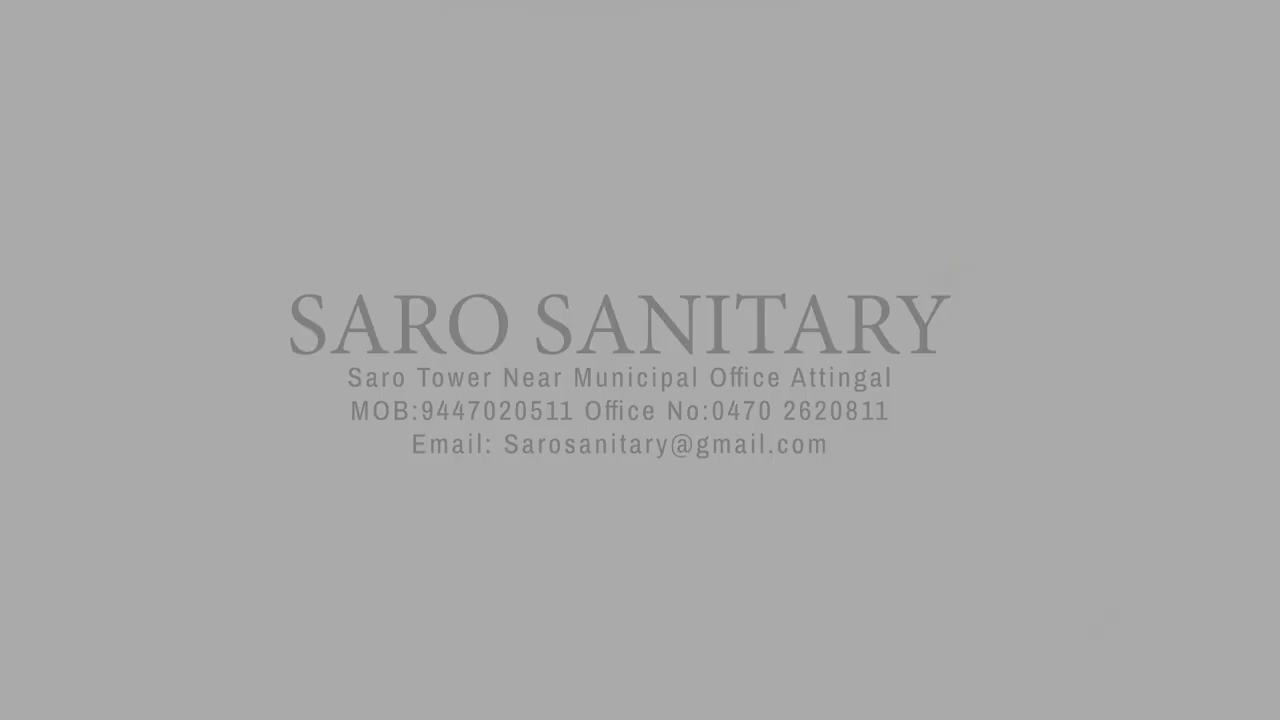 SARO SANITARY
Saro Tower Near Municipal Office Attingal
MOB:9447020511 Office No:0470 2620811
Email: Sarosanitary@gmail.com